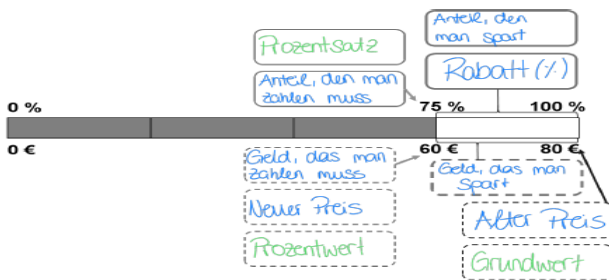 Anteil, den
man spart
Prozentsatz
Rabatt (%)
Anteil, den man
zahlen muss
0 %
75 %
100 %
0 €
60 €
80 €
Geld, das man
zahlen muss
Geld, das man
spart
Neuer Preis
Alter Preis
Prozentwert
Grundwert